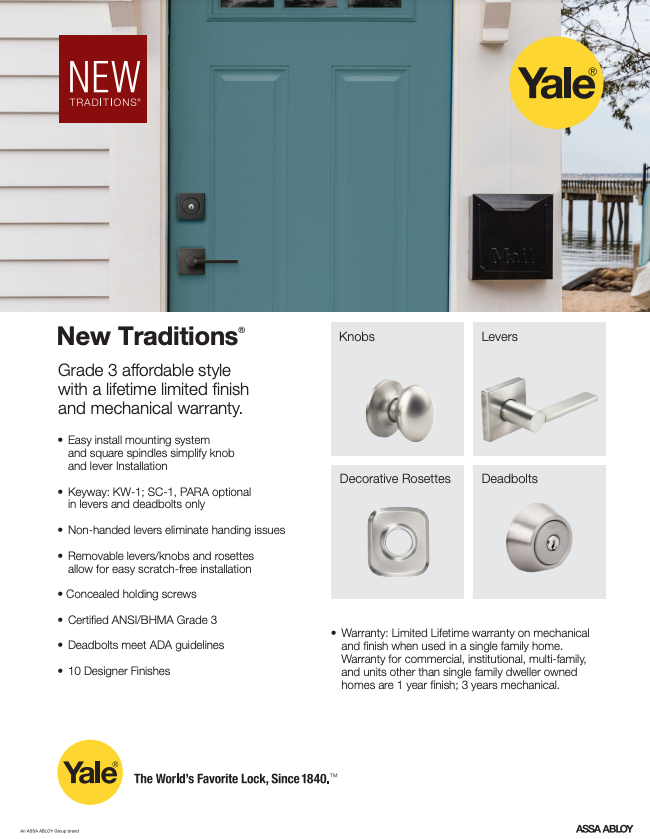 NEW
TRADITIONS®
Yale®
Mail
New Traditions®
Grade 3 affordable style
with a lifetime limited finish
and mechanical warranty.
• Easy install mounting system
and square spindles simplify knob
and lever Installation
• Keyway: KW-1; SC-1, PARA optional
in levers and deadbolts only
• Non-handed levers eliminate handing issues
• Removable levers/knobs and rosettes
allow for easy scratch-free installation
• Concealed holding screws
• Certified ANSI/BHMA Grade 3
• Deadbolts meet ADA guidelines
• 10 Designer Finishes
Knobs
Levers
Decorative Rosettes
Deadbolts
• Warranty: Limited Lifetime warranty on mechanical
and finish when used in a single family home.
Warranty for commercial, institutional, multi-family,
and units other than single family dweller owned
homes are 1 year finish; 3 years mechanical.
Yale®
The World's Favorite Lock, Since 1840.™
An ASSA ABLOY Group brand
ASSA ABLOY